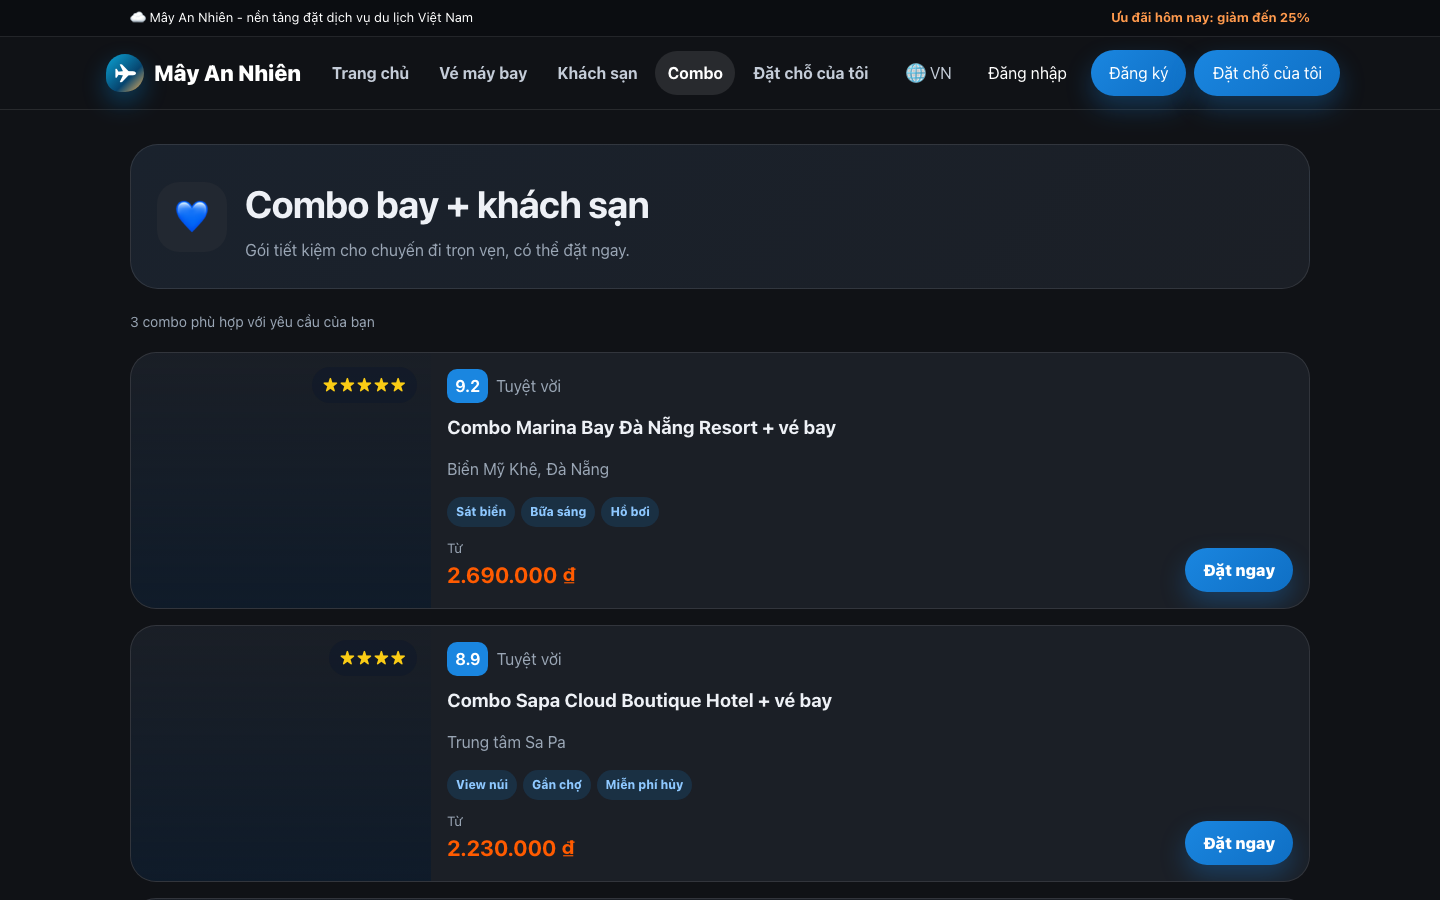 Mây An Nhiên - nền tảng đặt dịch vụ du lịch Việt Nam
Ưu đãi hôm nay: giảm đến 25%
Mây An Nhiên
Trang chủ
Vé máy bay
Khách sạn
Combo
Đặt chỗ của tôi
VN
Đăng nhập
Đăng ký
Đặt chỗ của tôi
Combo bay + khách sạn
Gói tiết kiệm cho chuyến đi trọn vẹn, có thể đặt ngay.
3 combo phù hợp với yêu cầu của bạn
9.2 Tuyệt vời
Combo Marina Bay Đà Nẵng Resort + vé bay
Biển Mỹ Khê, Đà Nẵng
Sát biển
Bữa sáng
Hồ bơi
Từ
2.690.000 ₫
Đặt ngay
8.9 Tuyệt vời
Combo Sapa Cloud Boutique Hotel + vé bay
Trung tâm Sa Pa
View núi
Gần chợ
Miễn phí hủy
Từ
2.230.000 ₫
Đặt ngay